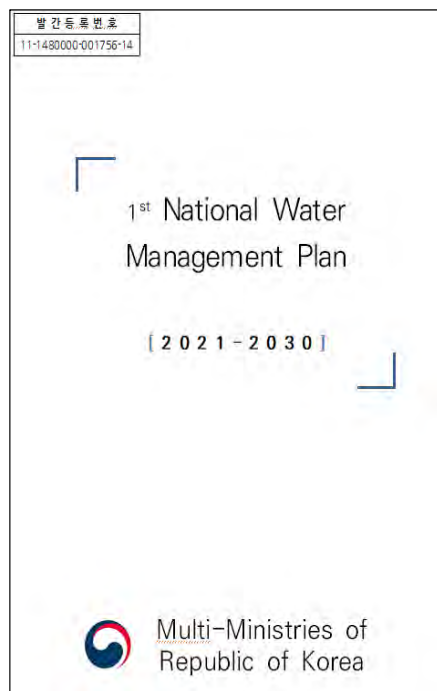 발간등록번호
11-1480000-001756-14
1st National Water
Management Plan
[2021-2030]
Multi-Ministries of
Republic of Korea